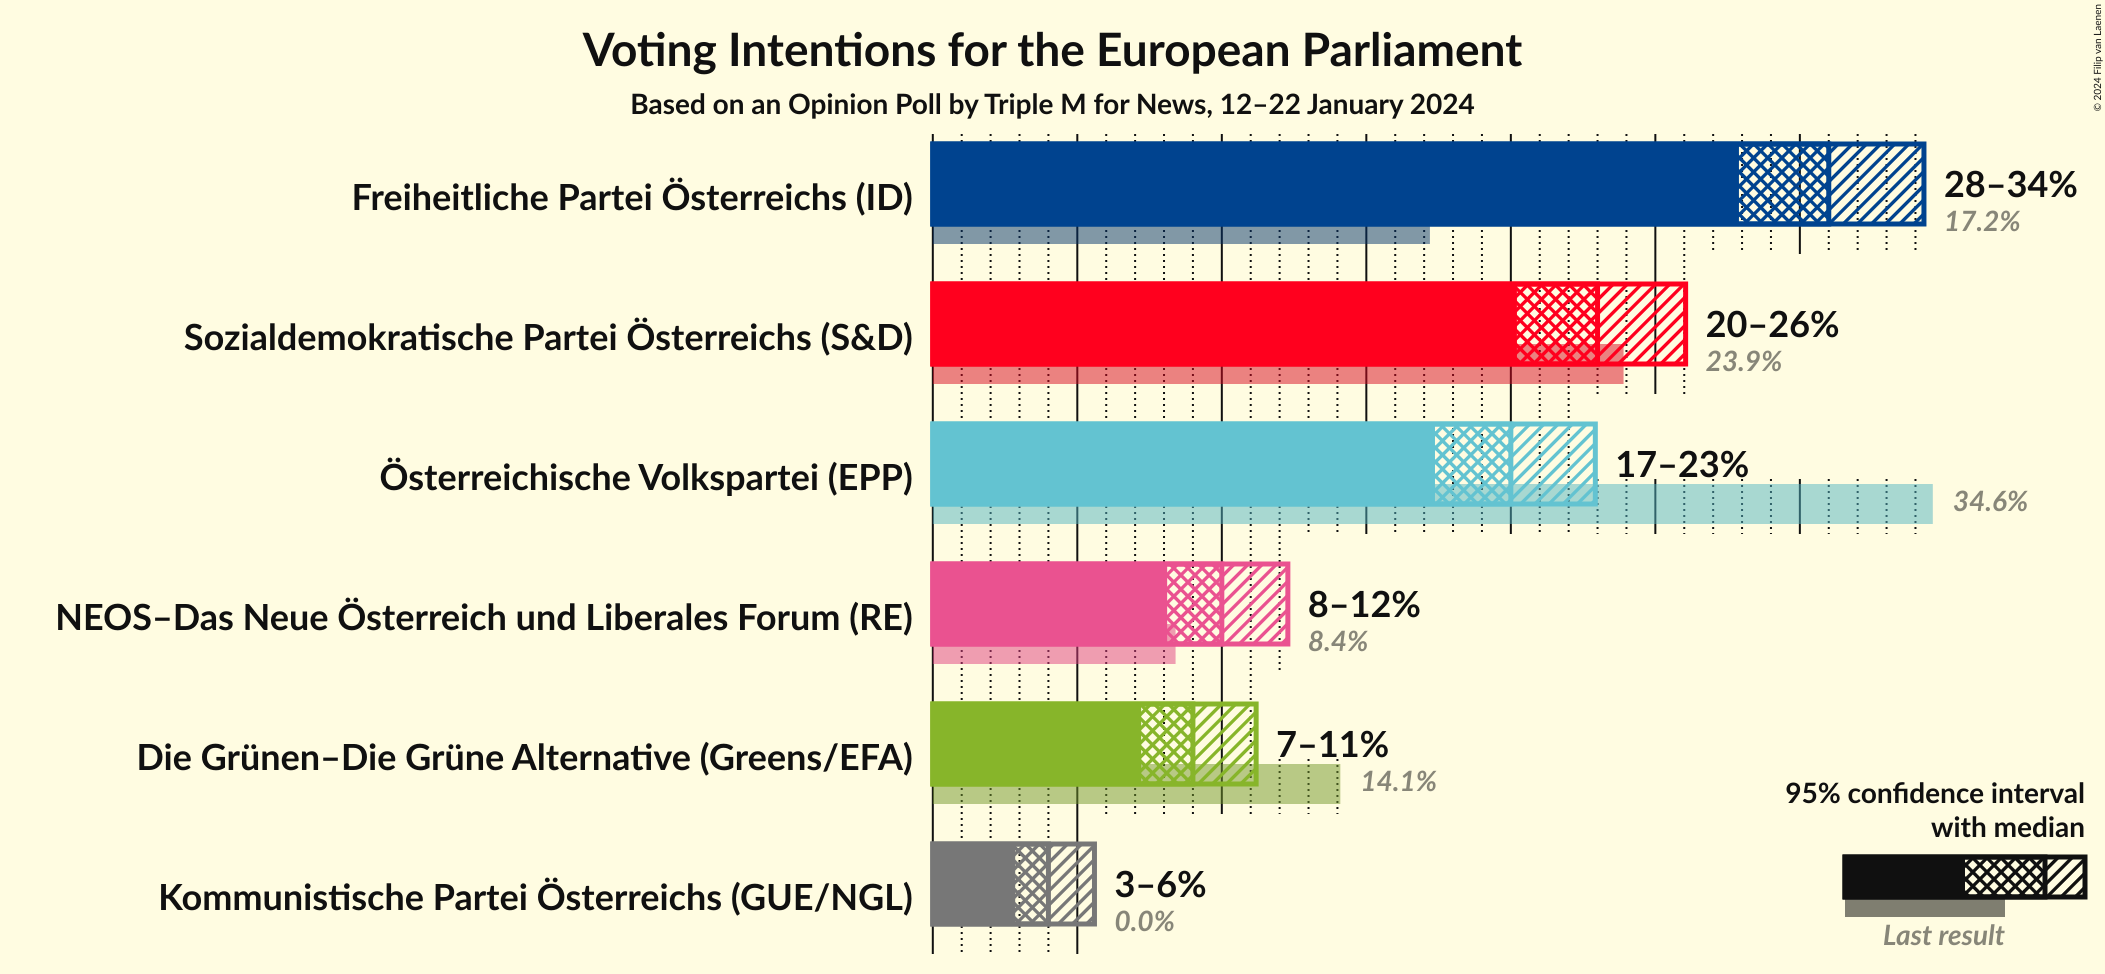 Voting Intentions for the European Parliament
Based on an Opinion Poll by Triple M for News, 12–22 January 2024
© 2024 Filip van Laenen
Freiheitliche Partei Österreichs (ID)
28–34%
17.2%
Sozialdemokratische Partei Österreichs (S&D)
20–26%
23.9%
Österreichische Volkspartei (EPP)
17–23%
34.6%
NEOS–Das Neue Österreich und Liberales Forum (RE)
8–12%
8.4%
Die Grünen–Die Grüne Alternative (Greens/EFA)
7–11%
14.1%
Kommunistische Partei Österreichs (GUE/NGL)
3–6%
0.0%
95% confidence interval
with median
Last result